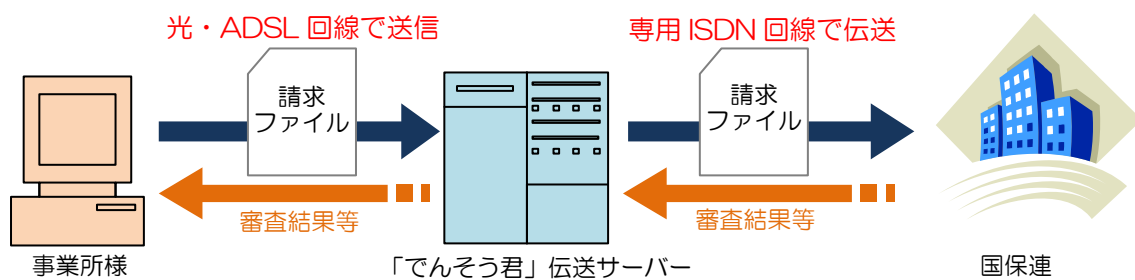 光・ADSL 回線で送信
専用 ISDN 回線で伝送
請求
ファイル
請求
ファイル
審査結果等
審査結果等
事業所様
「でんそう君」伝送サーバー
国保連